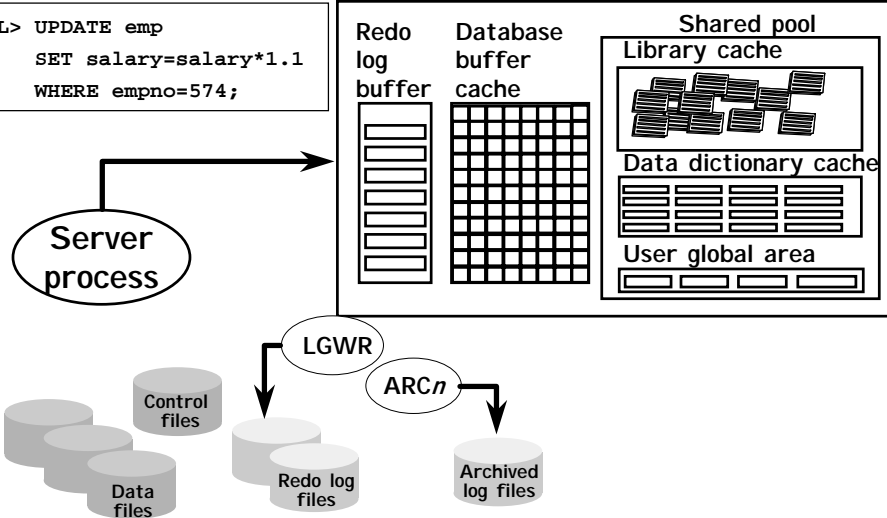 L> UPDATE emp
SET salary=salary*1.1
WHERE empno=574;
Redo
log
buffer
Database
buffer
cache
Shared pool
Library cache
Data dictionary cache
User global area
Server
process
LGWR
ARCn
Control
files
Data
files
Redo log
files
Archived
log files